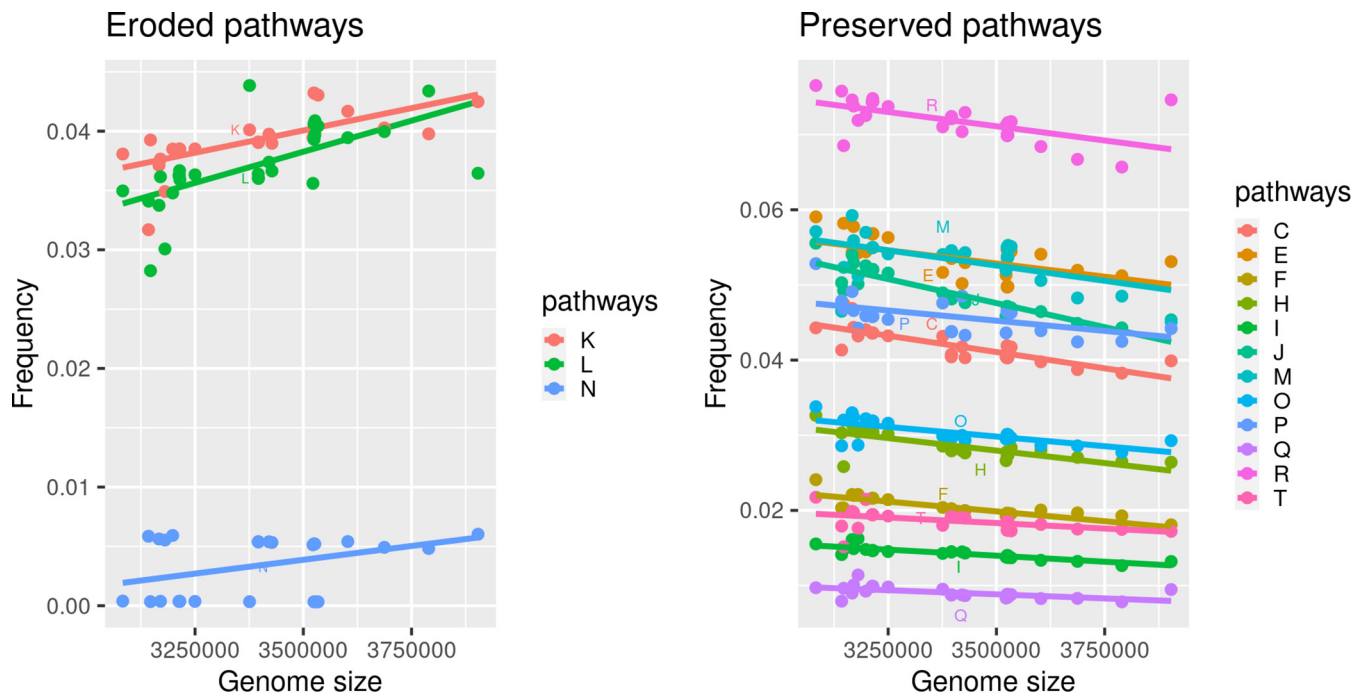 Eroded pathways
Frequency
0.04
0.03
0.02
0.01
0.00
K
L
N
3250000 3500000 3750000
Genome size
pathways
K
L
N
Preserved pathways
Frequency
0.06
0.04
0.02
R
M
E
J
P
C
O
H
F
T
I
Q
3250000 3500000 3750000
Genome size
pathways
C
E
F
H
I
J
M
O
P
Q
R
T